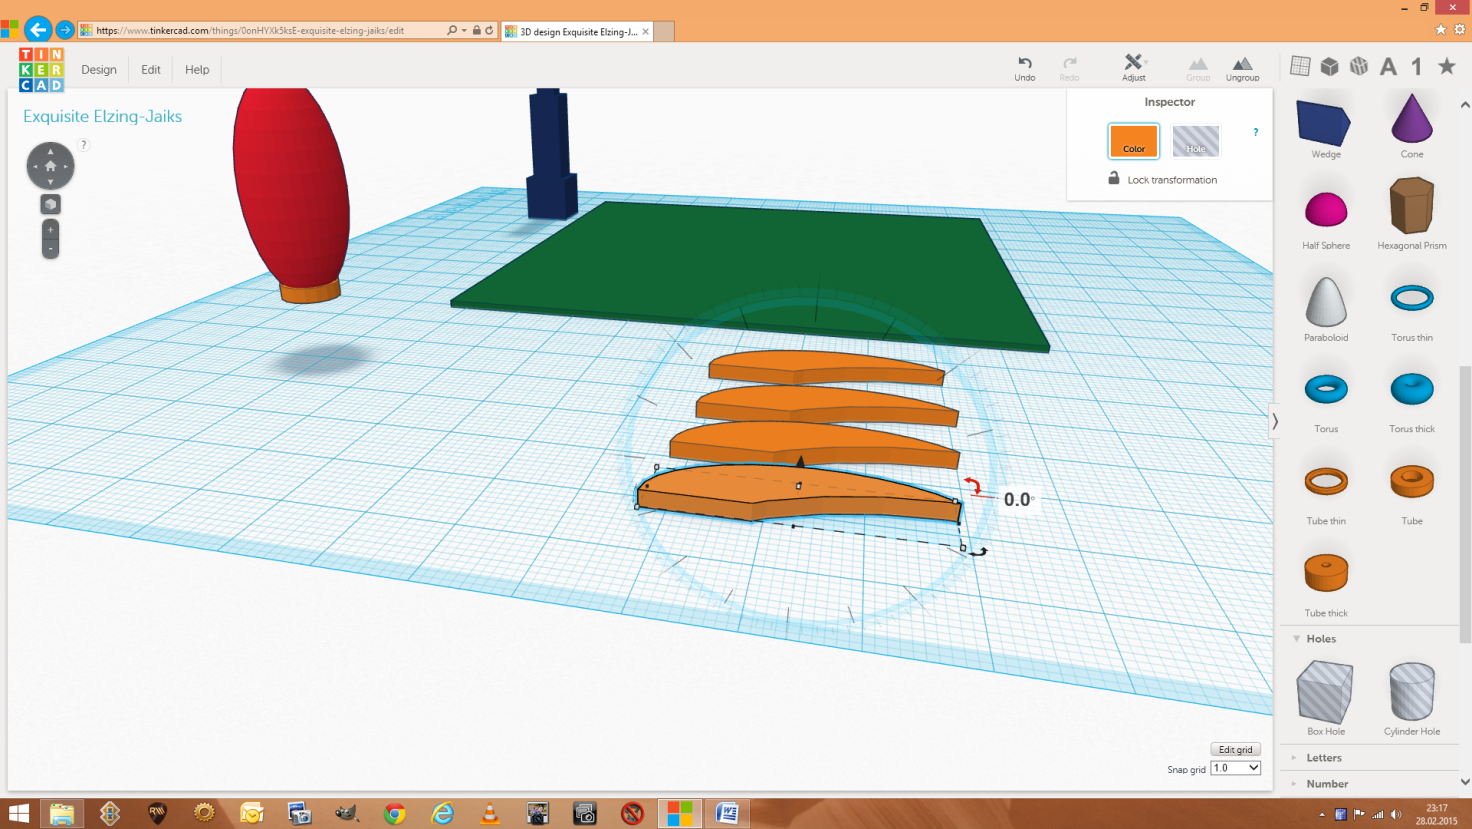 https://www.tinkercad.com/things/0onHYXk5ksE-exquisite-elzing-jaiks/edit
3D design Exquisite Elzing-J...
TIN
KER
CAD
Design
Edit
Help
Undo
Redo
Adjust
Group
Ungroup
A
1
Exquisite Elzing-Jaiks
?
Inspector
Color
Hole
?
Lock transformation
+
-
0.0°
Wedge
Cone
Half Sphere
Hexagonal Prism
Paraboloid
Torus thin
Torus
Torus thick
Tube thin
Tube
Tube thick
Holes
Box Hole
Cylinder Hole
Letters
Number
Edit grid
Snap grid
1.0
RW
W
23:17
28.02.2015